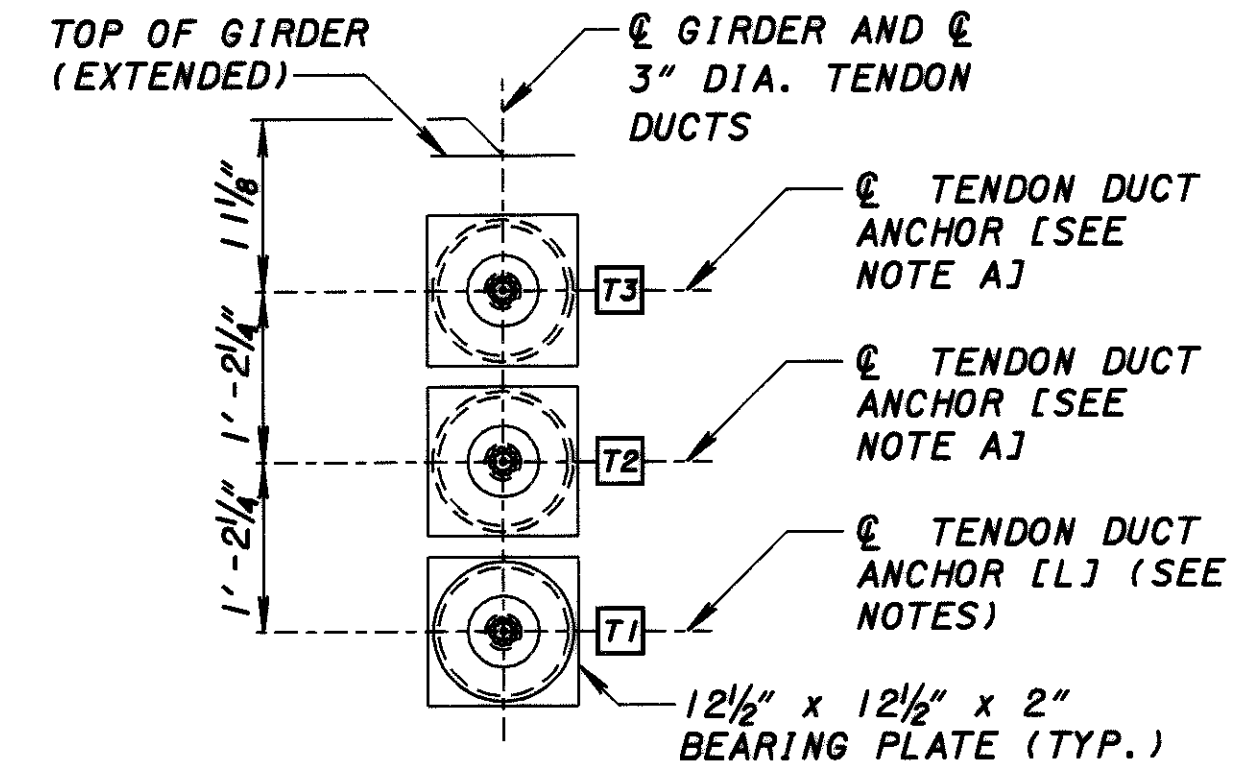 TOP OF GIRDER
(EXTENDED)
℄ GIRDER AND ℄
3" DIA. TENDON
DUCTS
11⅛"
℄ TENDON DUCT
ANCHOR [SEE
NOTE A]
T3
1'-2¼"
℄ TENDON DUCT
ANCHOR [SEE
NOTE A]
T2
1'-2¼"
℄ TENDON DUCT
ANCHOR [L] (SEE
NOTES)
T1
12½" x 12½" x 2"
BEARING PLATE (TYP.)